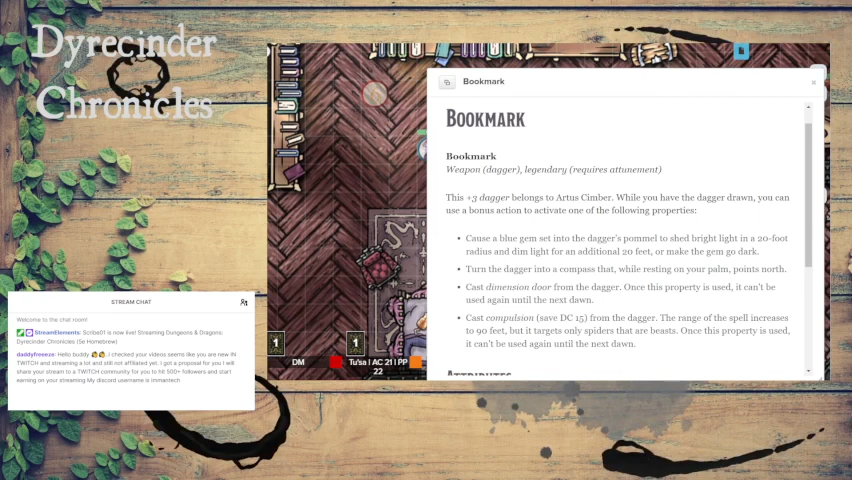 Dyrecinder
Chronicles
Bookmark
BOOKMARK
Bookmark
Weapon (dagger), legendary (requires attunement)
This +3 dagger belongs to Artus Cimber. While you have the dagger drawn, you can
use a bonus action to activate one of the following properties:
• Cause a blue gem set into the dagger's pommel to shed bright light in a 20-foot
radius and dim light for an additional 20 feet, or make the gem go dark.
• Turn the dagger into a compass that, while resting on your palm, points north.
• Cast dimension door from the dagger. Once this property is used, it can't be
used again until the next dawn.
• Cast compulsion (save DC 15) from the dagger. The range of the spell increases
to 90 feet, but it targets only spiders that are beasts. Once this property is used,
it can't be used again until the next dawn.
ATTRIBUTES
1
1
DM
Tu'sa | AC 21 | PP
22
STREAM CHAT
Welcome to the chat room!
StreamElements: Scribe01 is now live! Streaming Dungeons & Dragons:
Dyrecinder Chronicles (5e Homebrew)
daddyfreezx: Hello buddy I checked your videos seems like you are new IN
TWITCH and streaming a lot and still not affiliated yet. I got a proposal for you I will
share your stream to a TWITCH community for you to hit 500+ followers and start
earning on your streaming My discord username is immantech